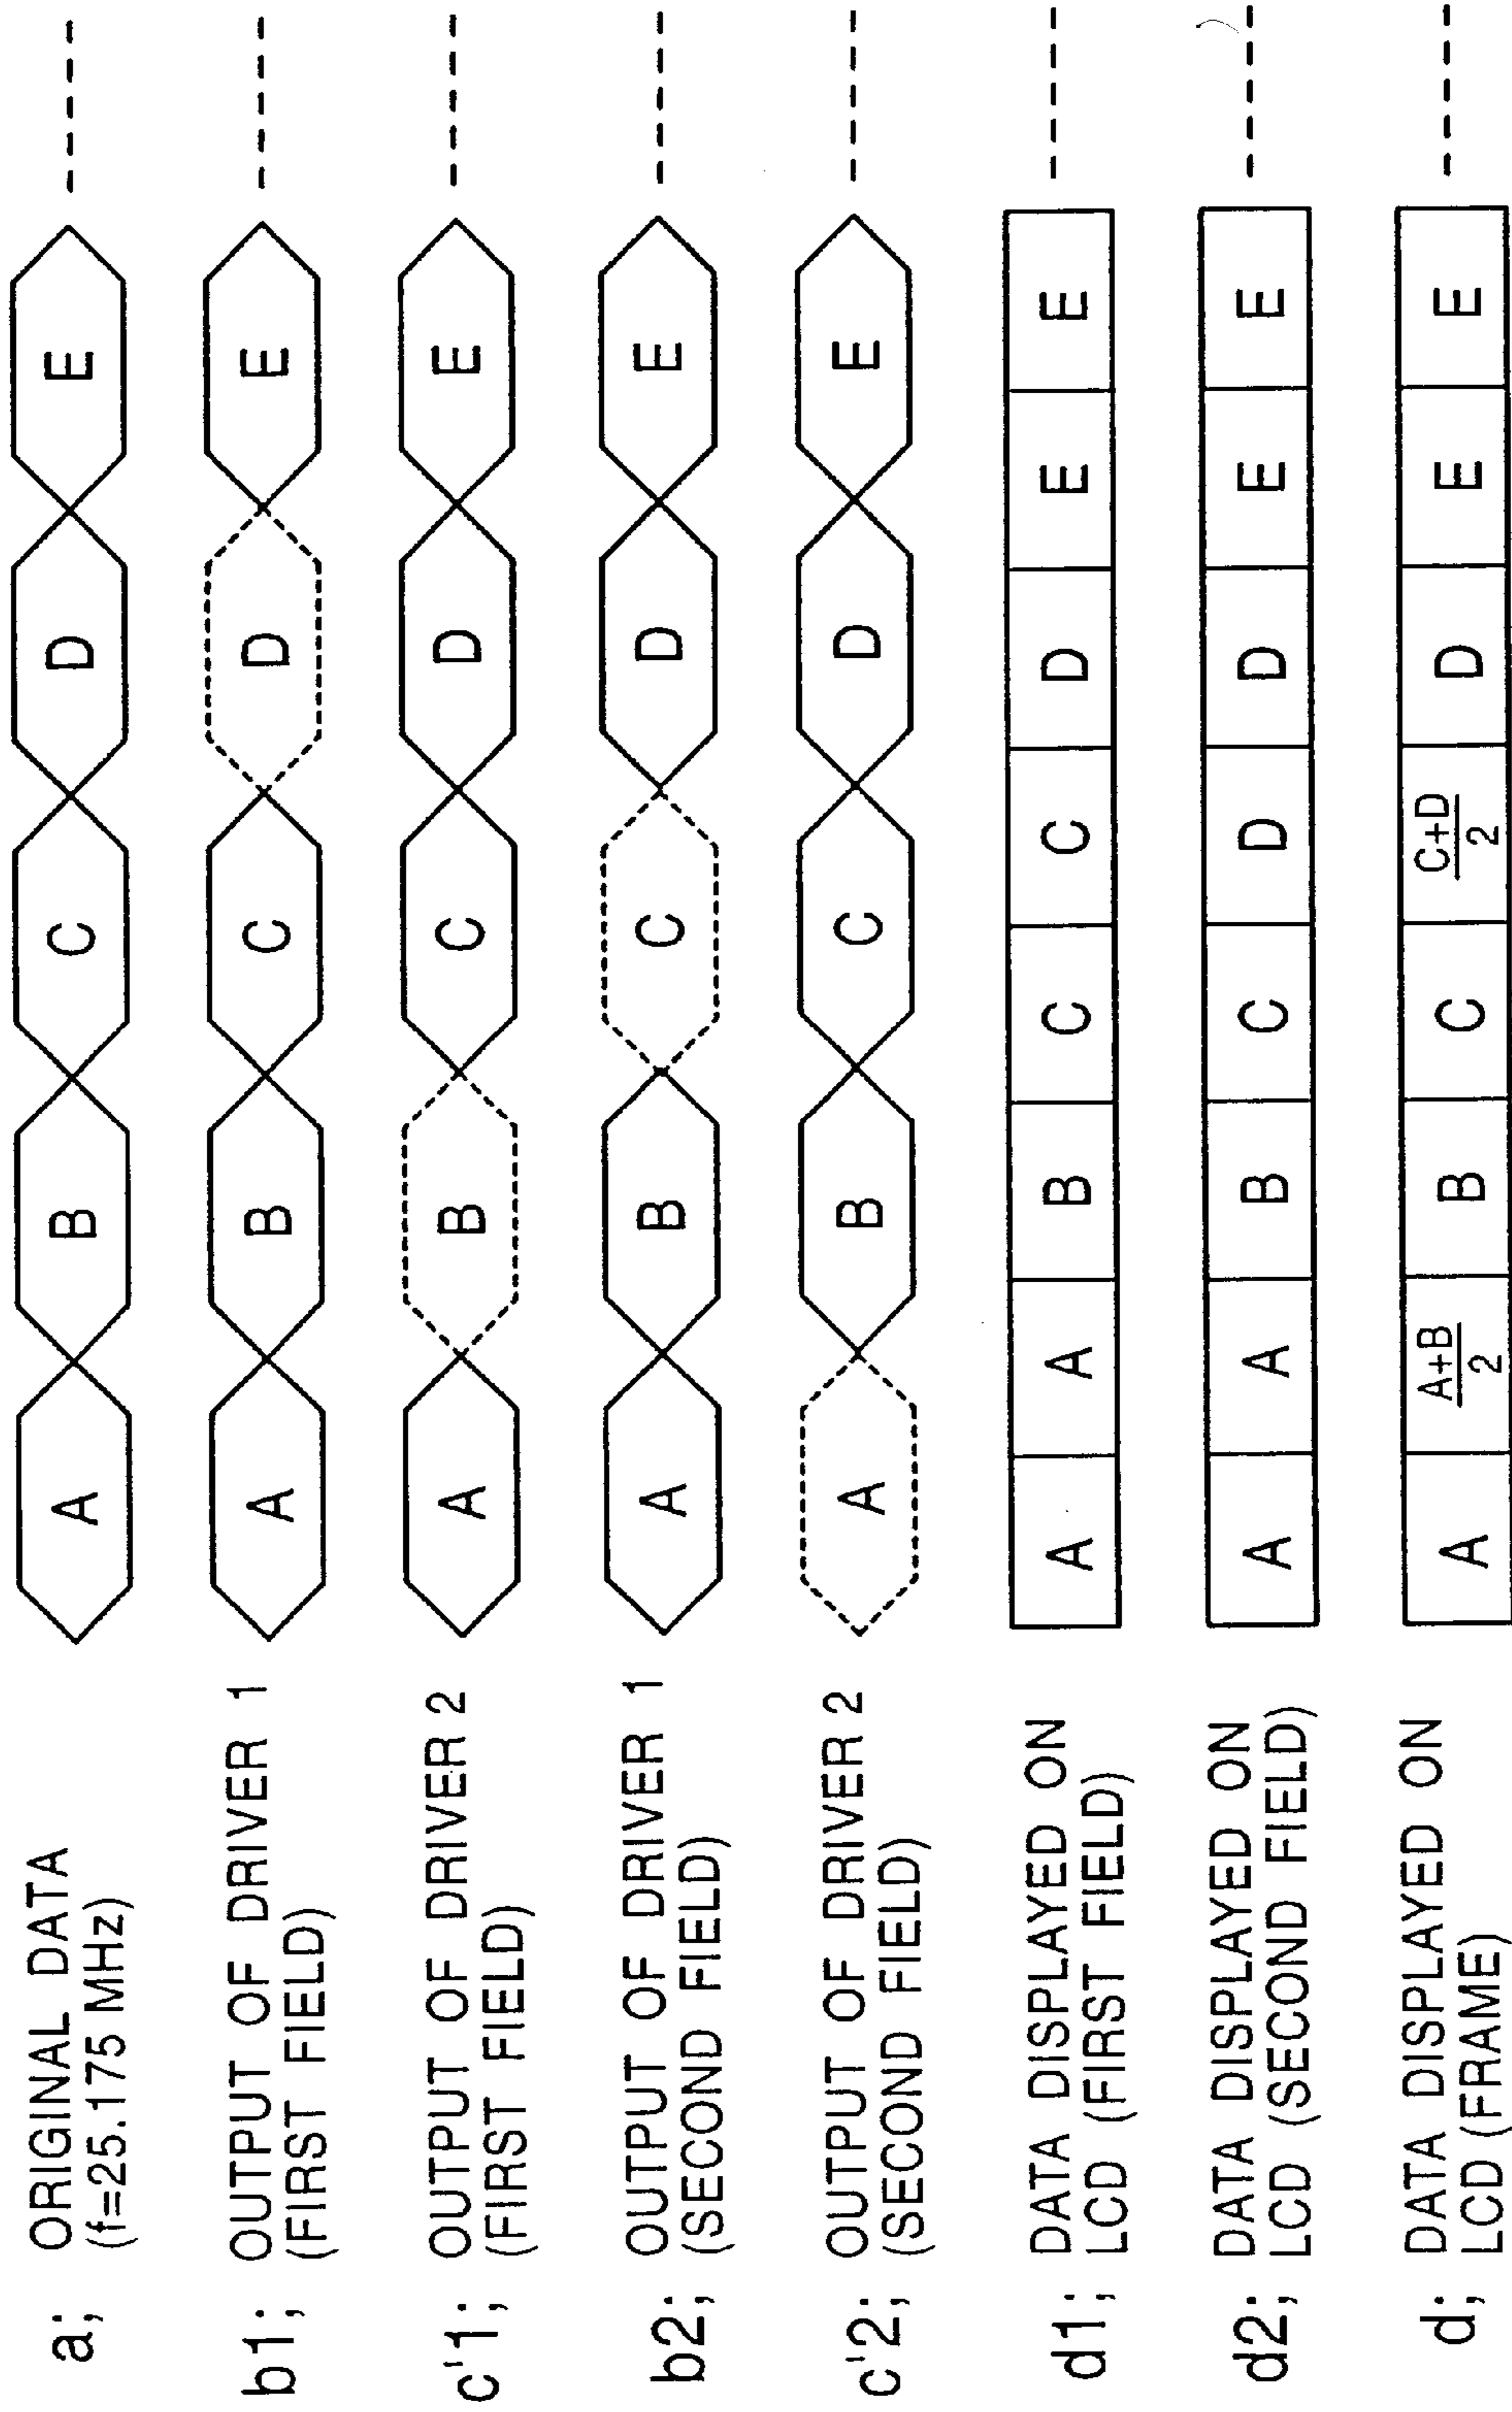 a; ORIGINAL DATA
(f=25.175 MHz)
A B C D E
b1; OUTPUT OF DRIVER 1
(FIRST FIELD)
A B C D E
c'1; OUTPUT OF DRIVER 2
(FIRST FIELD)
A B C D E
b2; OUTPUT OF DRIVER 1
(SECOND FIELD)
A B C D E
c'2; OUTPUT OF DRIVER 2
(SECOND FIELD)
A B C D E
d1; DATA DISPLAYED ON
LCD (FIRST FIELD)
A A B C C D E E
d2; DATA DISPLAYED ON
LCD (SECOND FIELD)
A A B C D D E E
d; DATA DISPLAYED ON
LCD (FRAME)
A A+B/2 B C C+D/2 D E E